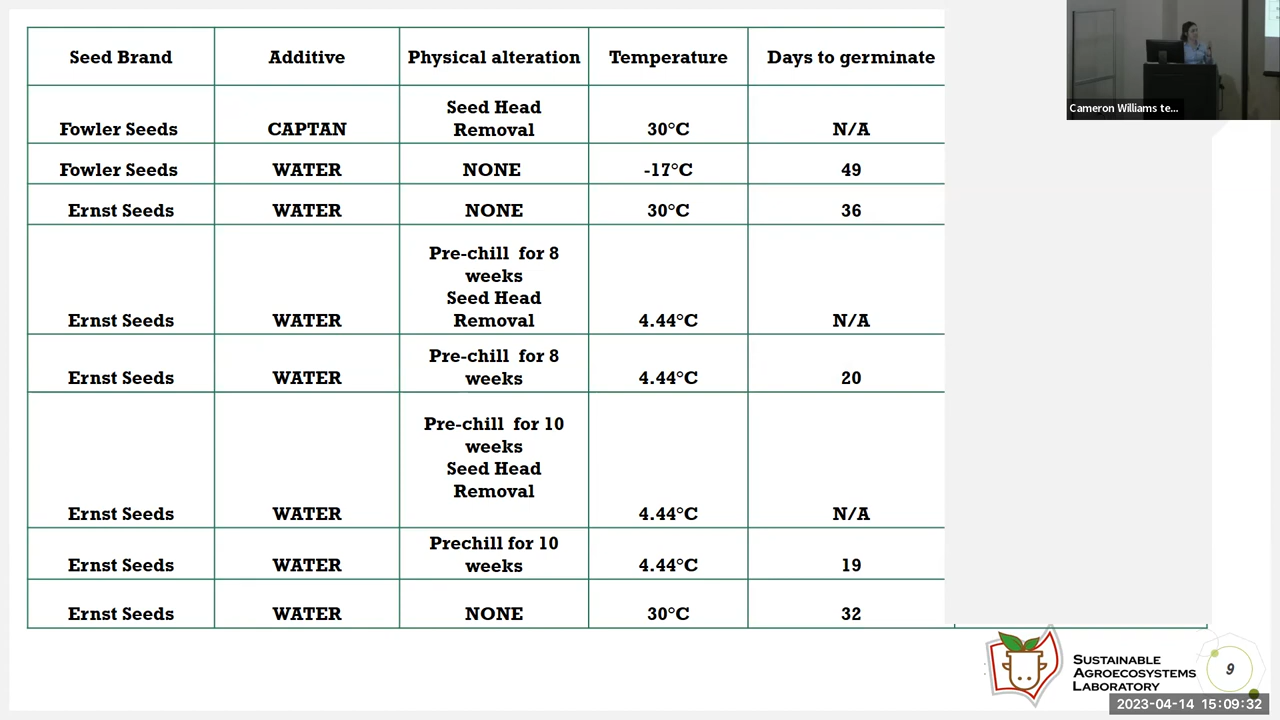 Seed Brand Additive Physical alteration Temperature Days to germinate
Seed Head
Fowler Seeds CAPTAN Removal 30°C N/A
Fowler Seeds WATER NONE -17°C 49
Ernst Seeds WATER NONE 30°C 36
Pre-chill for 8
weeks
Seed Head
Ernst Seeds WATER Removal 4.44°C N/A
Pre-chill for 8
Ernst Seeds WATER weeks 4.44°C 20
Pre-chill for 10
weeks
Seed Head
Removal
Ernst Seeds WATER 4.44°C N/A
Prechill for 10
Ernst Seeds WATER weeks 4.44°C 19
Ernst Seeds WATER NONE 30°C 32
Cameron Williams te...
SUSTAINABLE
AGROECOSYSTEMS
LABORATORY
9
2023-04-14 15:09:32